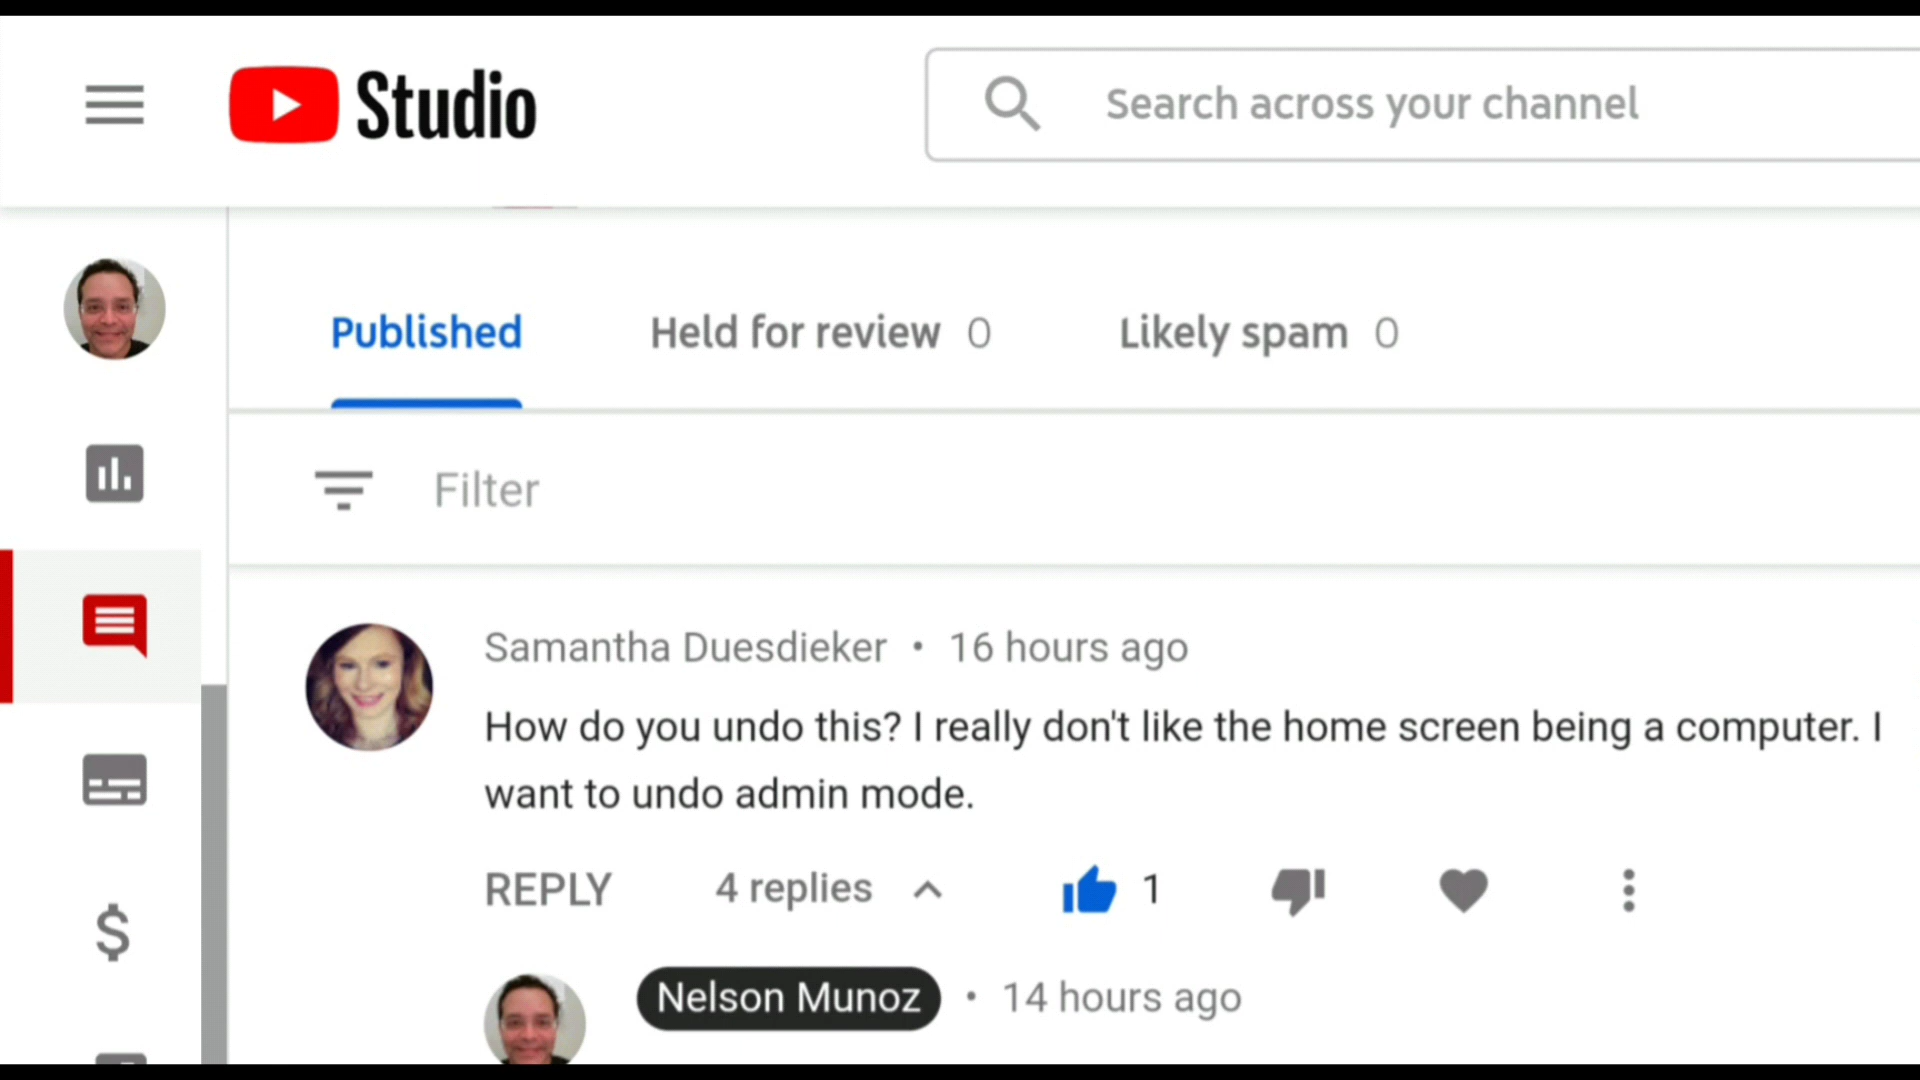 Studio
Search across your channel
Published
Held for review 0
Likely spam 0
Filter
Samantha Duesdieker • 16 hours ago
How do you undo this? I really don't like the home screen being a computer. I
want to undo admin mode.
REPLY
4 replies
1
Nelson Munoz • 14 hours ago